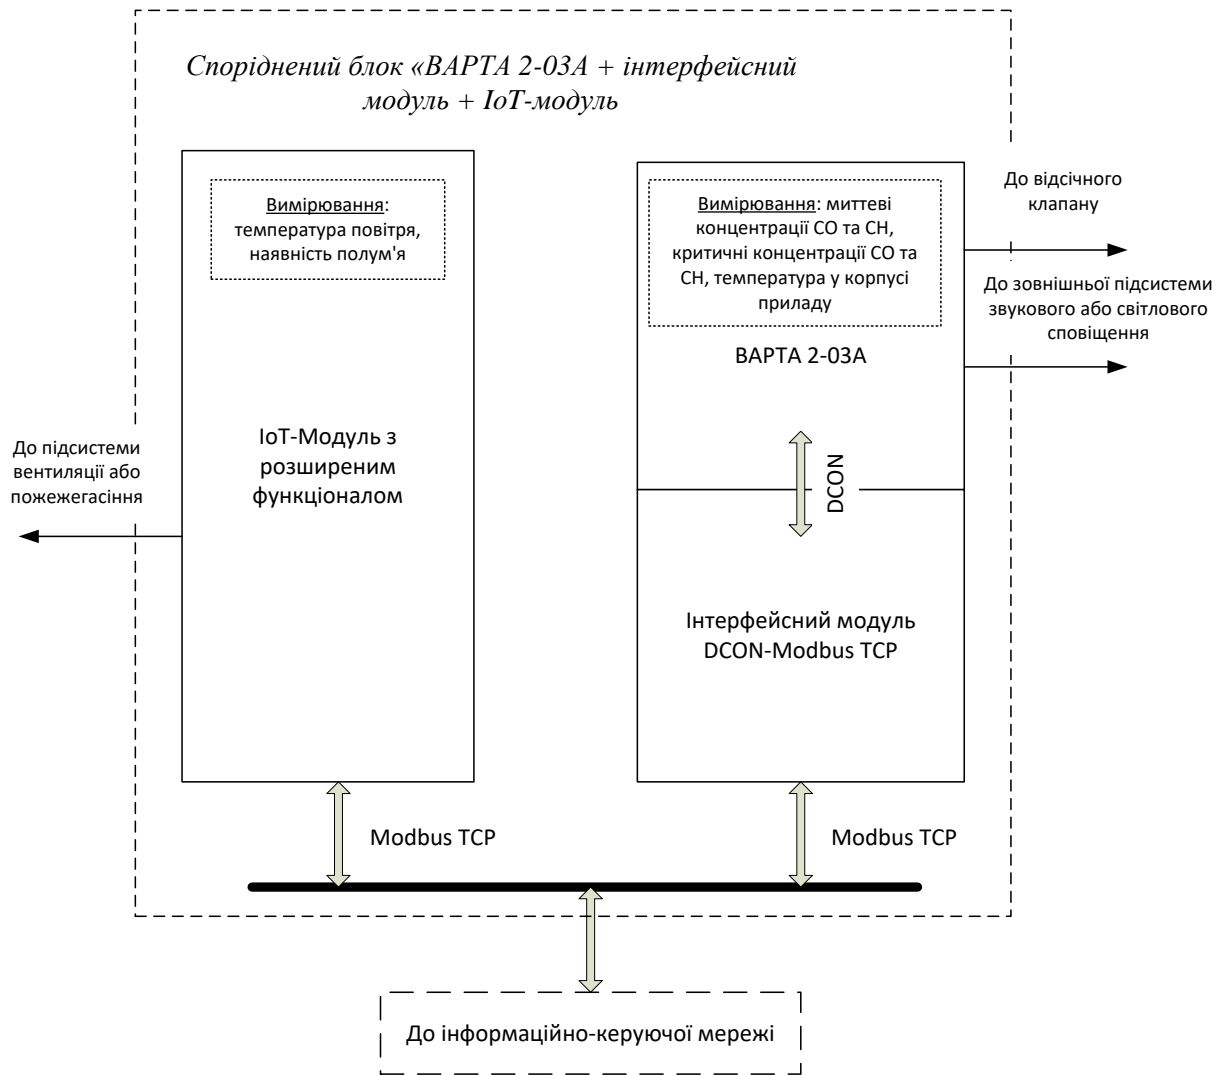 Споріднений блок «ВАРТА 2-03А + інтерфейсний
модуль + IoT-модуль
Вимірювання:
температура повітря,
наявність полум'я
Вимірювання: миттеві
концентрації СО та СН,
критичні концентрації СО та
СН, температура у корпусі
приладу
ВАРТА 2-03А
До відсічного
клапану
До зовнішньої підсистеми
звукового або світлового
сповіщення
IoT-Модуль з
розширеним
функціоналом
До підсистеми
вентиляції або
пожежегасіння
DCON
Інтерфейсний модуль
DCON-Modbus TCP
Modbus TCP
Modbus TCP
До інформаційно-керуючої мережі